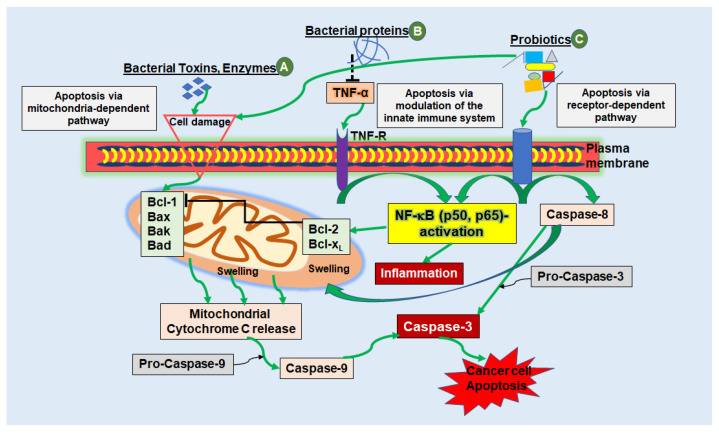 Bacterial proteins B
Probiotics C
Bacterial Toxins, Enzymes A
Apoptosis via
mitochondria-dependent
pathway
Cell damage
TNF-α
Apoptosis via
modulation of the
innate immune system
Apoptosis via
receptor-dependent
pathway
TNF-R
Plasma
membrane
Bcl-1
Bax
Bak
Bad
Bcl-2
Bcl-xL
Swelling
Swelling
NF-κB (p50, p65)-
activation
Caspase-8
Inflammation
Pro-Caspase-3
Mitochondrial
Cytochrome C release
Caspase-3
Pro-Caspase-9
Caspase-9
Cancer cell
Apoptosis